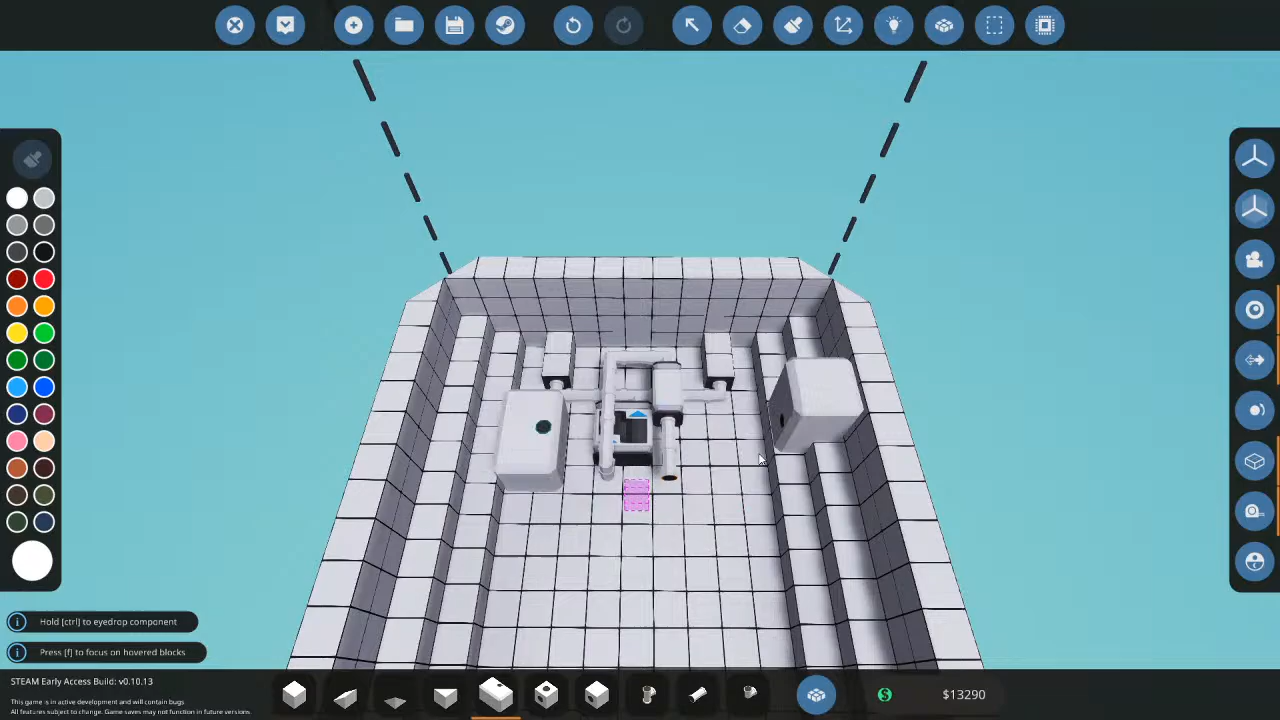 Hold [ctrl] to eyedrop component
Press [f] to focus on hovered blocks
STEAM Early Access Build: v0.10.13
This game is in active development and will contain bugs
All features subject to change. Game saves may not function in future versions.
$
$13290